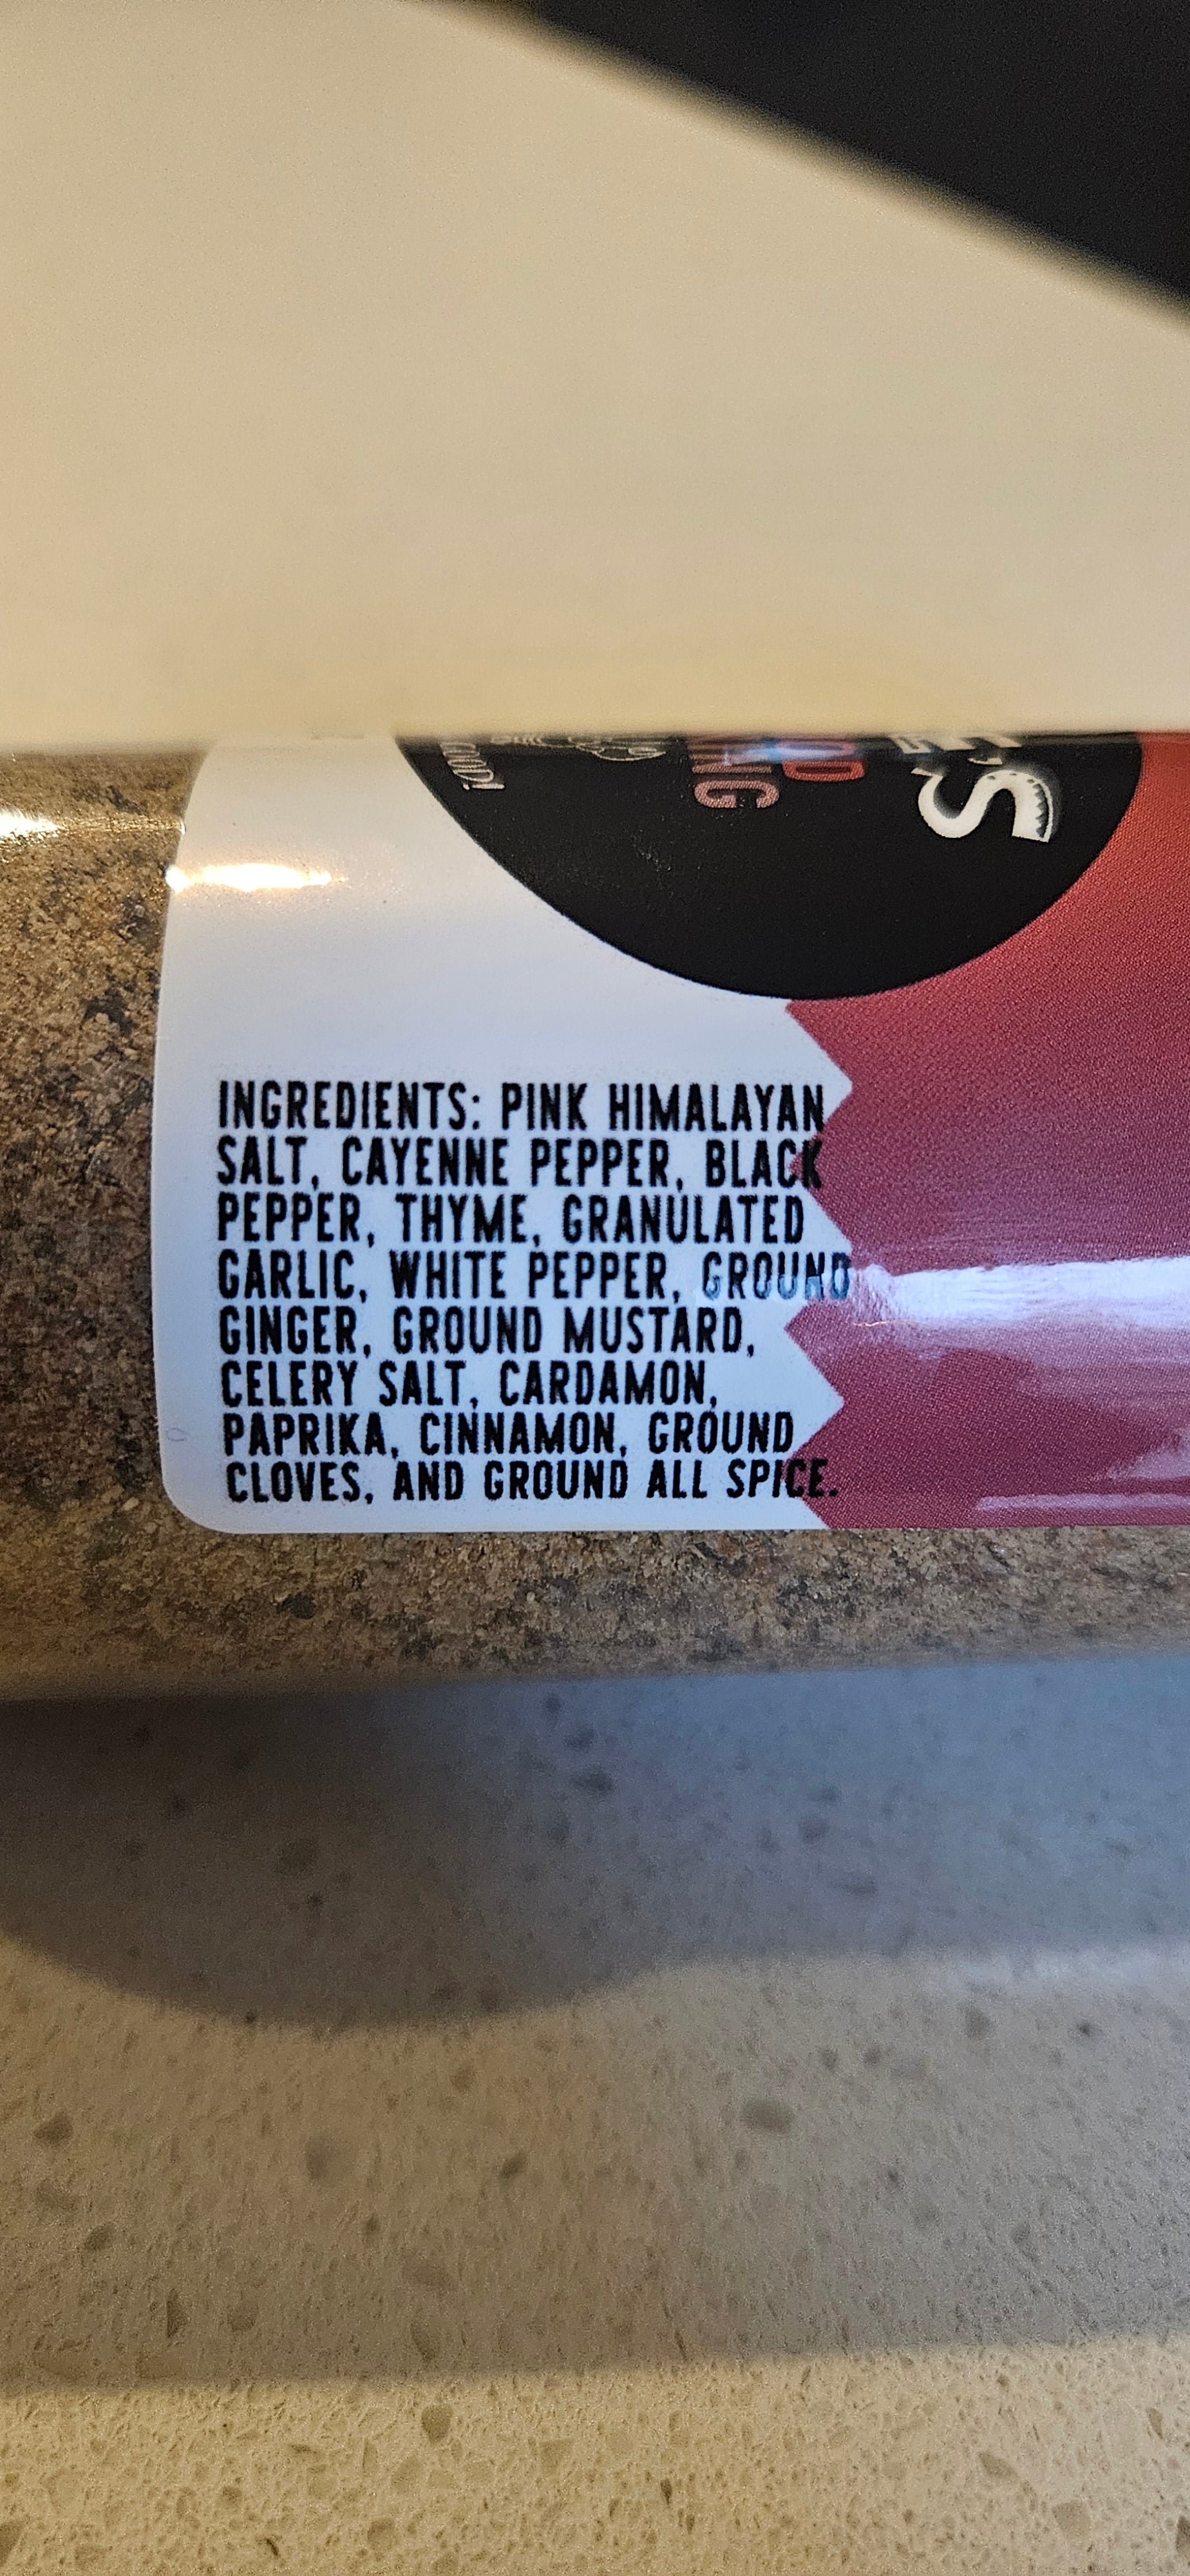 INGREDIENTS: PINK HIMALAYAN
SALT, CAYENNE PEPPER, BLACK
PEPPER, THYME, GRANULATED
GARLIC, WHITE PEPPER, GROUND
GINGER, GROUND MUSTARD,
CELERY SALT, CARDAMON,
PAPRIKA, CINNAMON, GROUND
CLOVES, AND GROUND ALL SPICE.